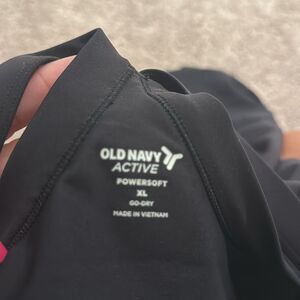 OLD NAVY
ACTIVE
POWERSOFT
XL
GO-DRY
MADE IN VIETNAM